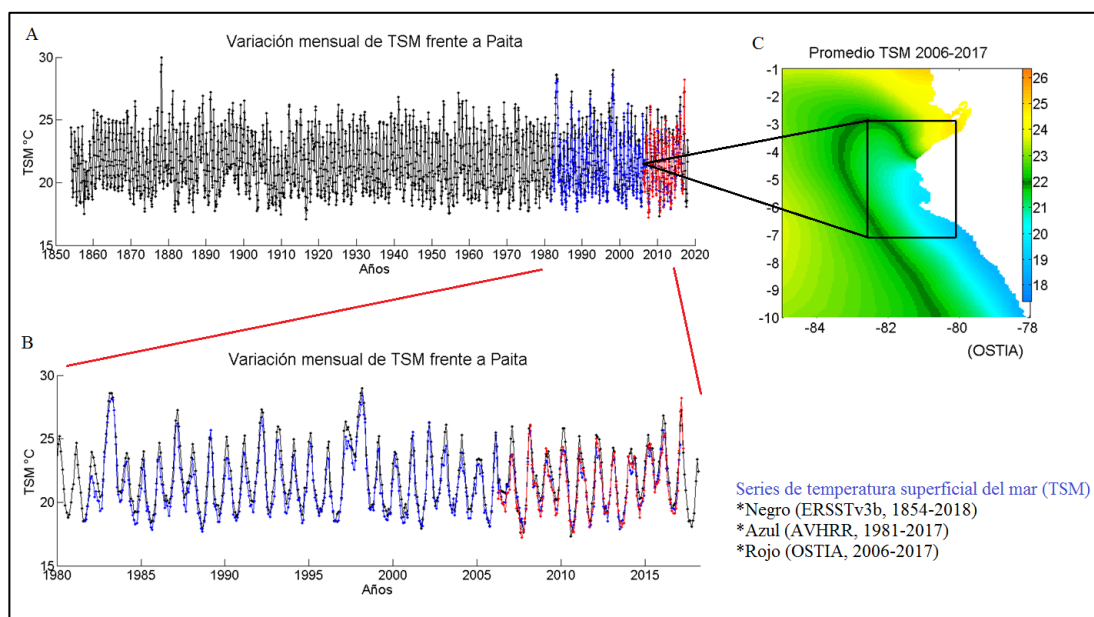 A
Variación mensual de TSM frente a Paita
30
25
20
15
TSM °C
1850 1860 1870 1880 1890 1900 1910 1920 1930 1940 1950 1960 1970 1980 1990 2000 2010 2020
Años
C
Promedio TSM 2006-2017
-1
-2
-3
-4
-5
-6
-7
-8
-9
-10
-84 -82 -80 -78
(OSTIA)
26
25
24
23
22
21
20
19
18
B
Variación mensual de TSM frente a Paita
30
25
20
15
TSM °C
1980 1985 1990 1995 2000 2005 2010 2015
Años
Series de temperatura superficial del mar (TSM)
*Negro (ERSSTv3b, 1854-2018)
*Azul (AVHRR, 1981-2017)
*Rojo (OSTIA, 2006-2017)